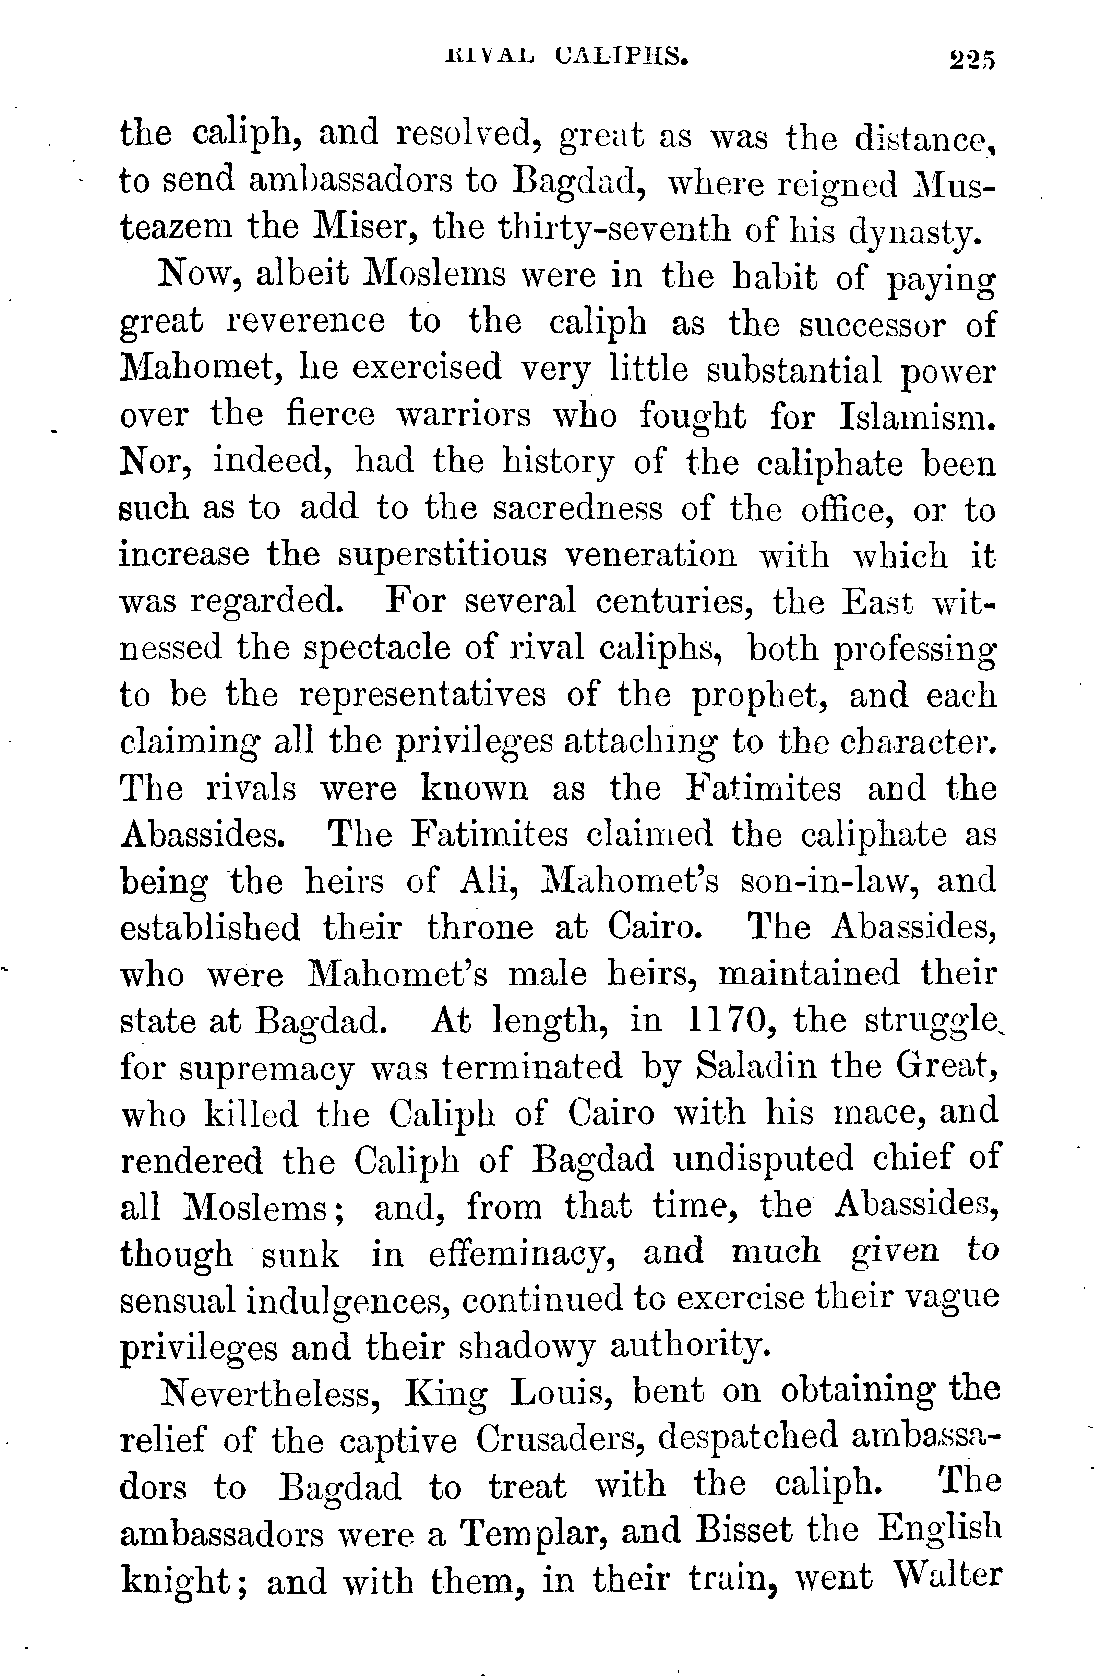 RIVAL CALIPHS. 225
the caliph, and resolved, great as was the distance,
to send ambassadors to Bagdad, where reigned Mus-
teazem the Miser, the thirty-seventh of his dynasty.
Now, albeit Moslems were in the habit of paying
great reverence to the caliph as the successor of
Mahomet, he exercised very little substantial power
over the fierce warriors who fought for Islamism.
Nor, indeed, had the history of the caliphate been
such as to add to the sacredness of the office, or to
increase the superstitious veneration with which it
was regarded. For several centuries, the East wit-
nessed the spectacle of rival caliphs, both professing
to be the representatives of the prophet, and each
claiming all the privileges attaching to the character.
The rivals were known as the Fatimites and the
Abassides. The Fatimites claimed the caliphate as
being the heirs of Ali, Mahomet's son-in-law, and
established their throne at Cairo. The Abassides,
who were Mahomet's male heirs, maintained their
state at Bagdad. At length, in 1170, the struggle
for supremacy was terminated by Saladin the Great,
who killed the Caliph of Cairo with his mace, and
rendered the Caliph of Bagdad undisputed chief of
all Moslems; and, from that time, the Abassides,
though sunk in effeminacy, and much given to
sensual indulgences, continued to exercise their vague
privileges and their shadowy authority.
Nevertheless, King Louis, bent on obtaining the
relief of the captive Crusaders, despatched ambassa-
dors to Bagdad to treat with the caliph. The
ambassadors were a Templar, and Bisset the English
knight; and with them, in their train, went Walter